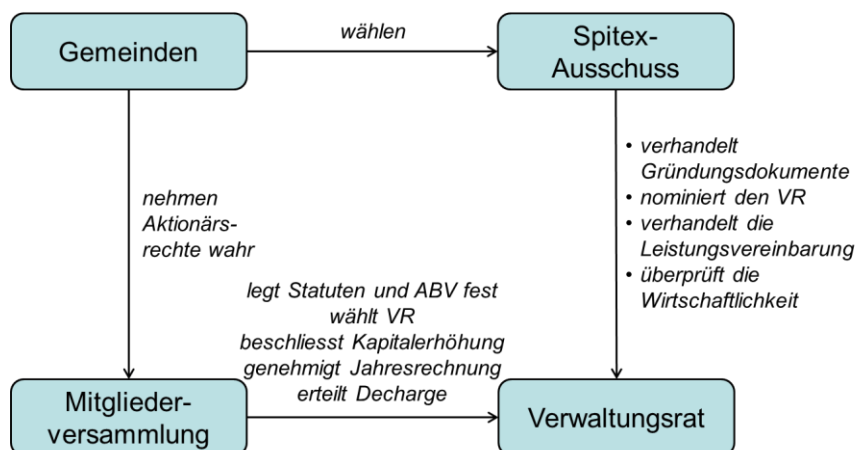 Gemeinden
wählen
Spitex-
Ausschuss
nehmen
Aktionärs-
rechte wahr
• verhandelt
Gründungsdokumente
• nominiert den VR
• verhandelt die
Leistungsvereinbarung
• überprüft die
Wirtschaftlichkeit
legt Statuten und ABV fest
wählt VR
beschliesst Kapitalerhöhung
genehmigt Jahresrechnung
erteilt Decharge
Mitglieder-
versammlung
Verwaltungsrat